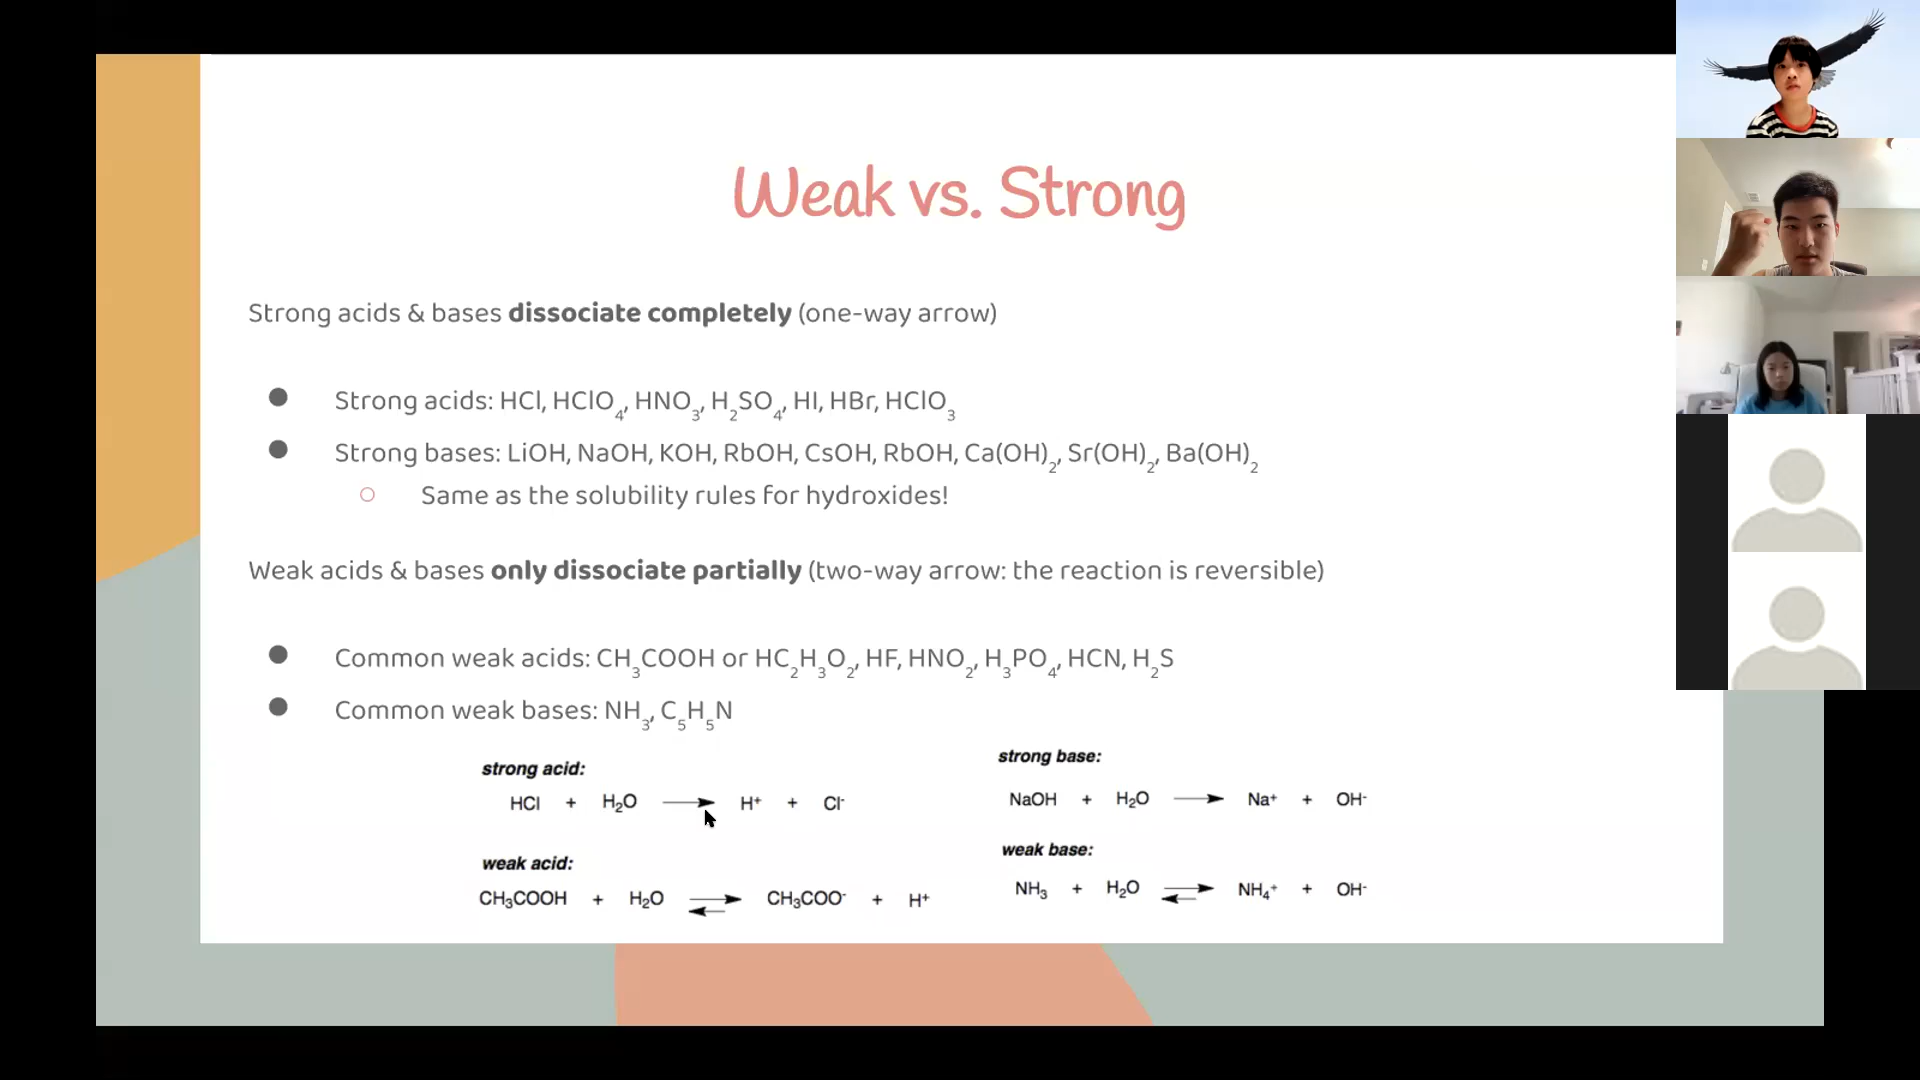 Weak vs. Strong
Strong acids & bases dissociate completely (one-way arrow)
● Strong acids: HCl, HClO₄, HNO₃, H₂SO₄, HI, HBr, HClO₃
● Strong bases: LiOH, NaOH, KOH, RbOH, CsOH, RbOH, Ca(OH)₂, Sr(OH)₂, Ba(OH)₂
○ Same as the solubility rules for hydroxides!
Weak acids & bases only dissociate partially (two-way arrow: the reaction is reversible)
● Common weak acids: CH₃COOH or HC₂H₃O₂, HF, HNO₂, H₃PO₄, HCN, H₂S
● Common weak bases: NH₃, C₅H₅N
strong acid:
HCl + H₂O → H⁺ + Cl⁻
weak acid:
CH₃COOH + H₂O ⇌ CH₃COO⁻ + H⁺
strong base:
NaOH + H₂O → Na⁺ + OH⁻
weak base:
NH₃ + H₂O ⇌ NH₄⁺ + OH⁻